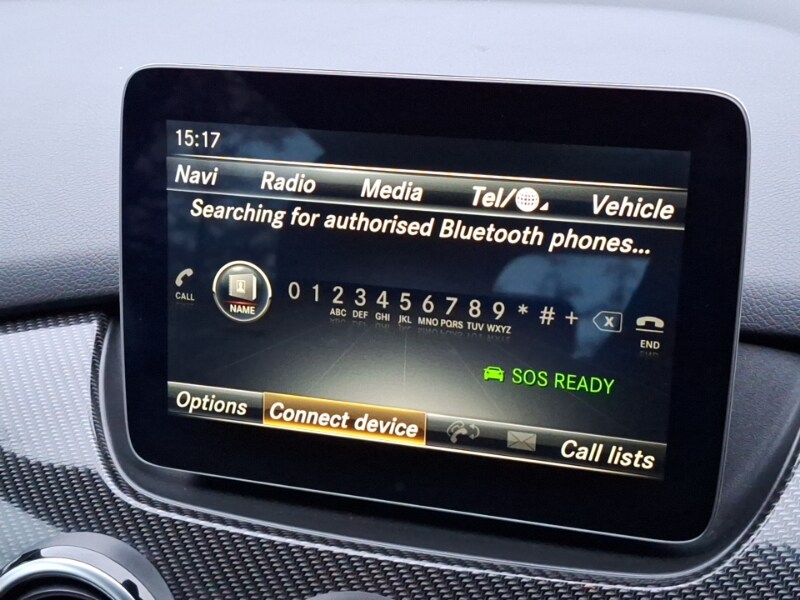 15:17
Navi Radio Media Tel/ Vehicle
Searching for authorised Bluetooth phones...
CALL NAME 0 1 2 3 4 5 6 7 8 9 * # + X END
ABC DEF GHI JKL MNO PQRS TUV WXYZ
SOS READY
Options Connect device Call lists